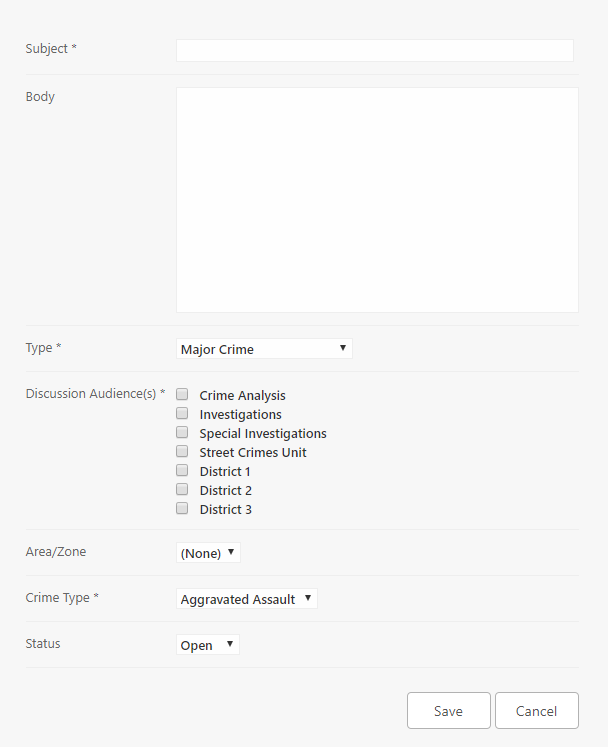 Subject *
Body
Type *
Major Crime
Discussion Audience(s) *
Crime Analysis
Investigations
Special Investigations
Street Crimes Unit
District 1
District 2
District 3
Area/Zone
(None)
Crime Type *
Aggravated Assault
Status
Open
Save
Cancel